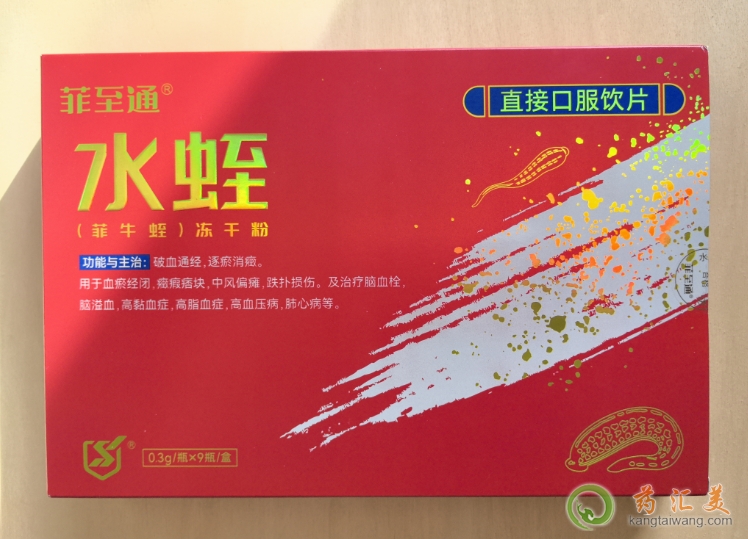 菲至通®
直接口服饮片
水蛭
(菲牛蛭)冻干粉
功能与主治:破血通经,逐瘀消癥。
用于血瘀经闭,癥瘕痞块,中风偏瘫,跌扑损伤。及治疗脑血栓,
脑溢血,高黏血症,高脂血症,高血压病,肺心病等。
®
0.3g/瓶×9瓶/盒
药汇美
kangtaiwang.com